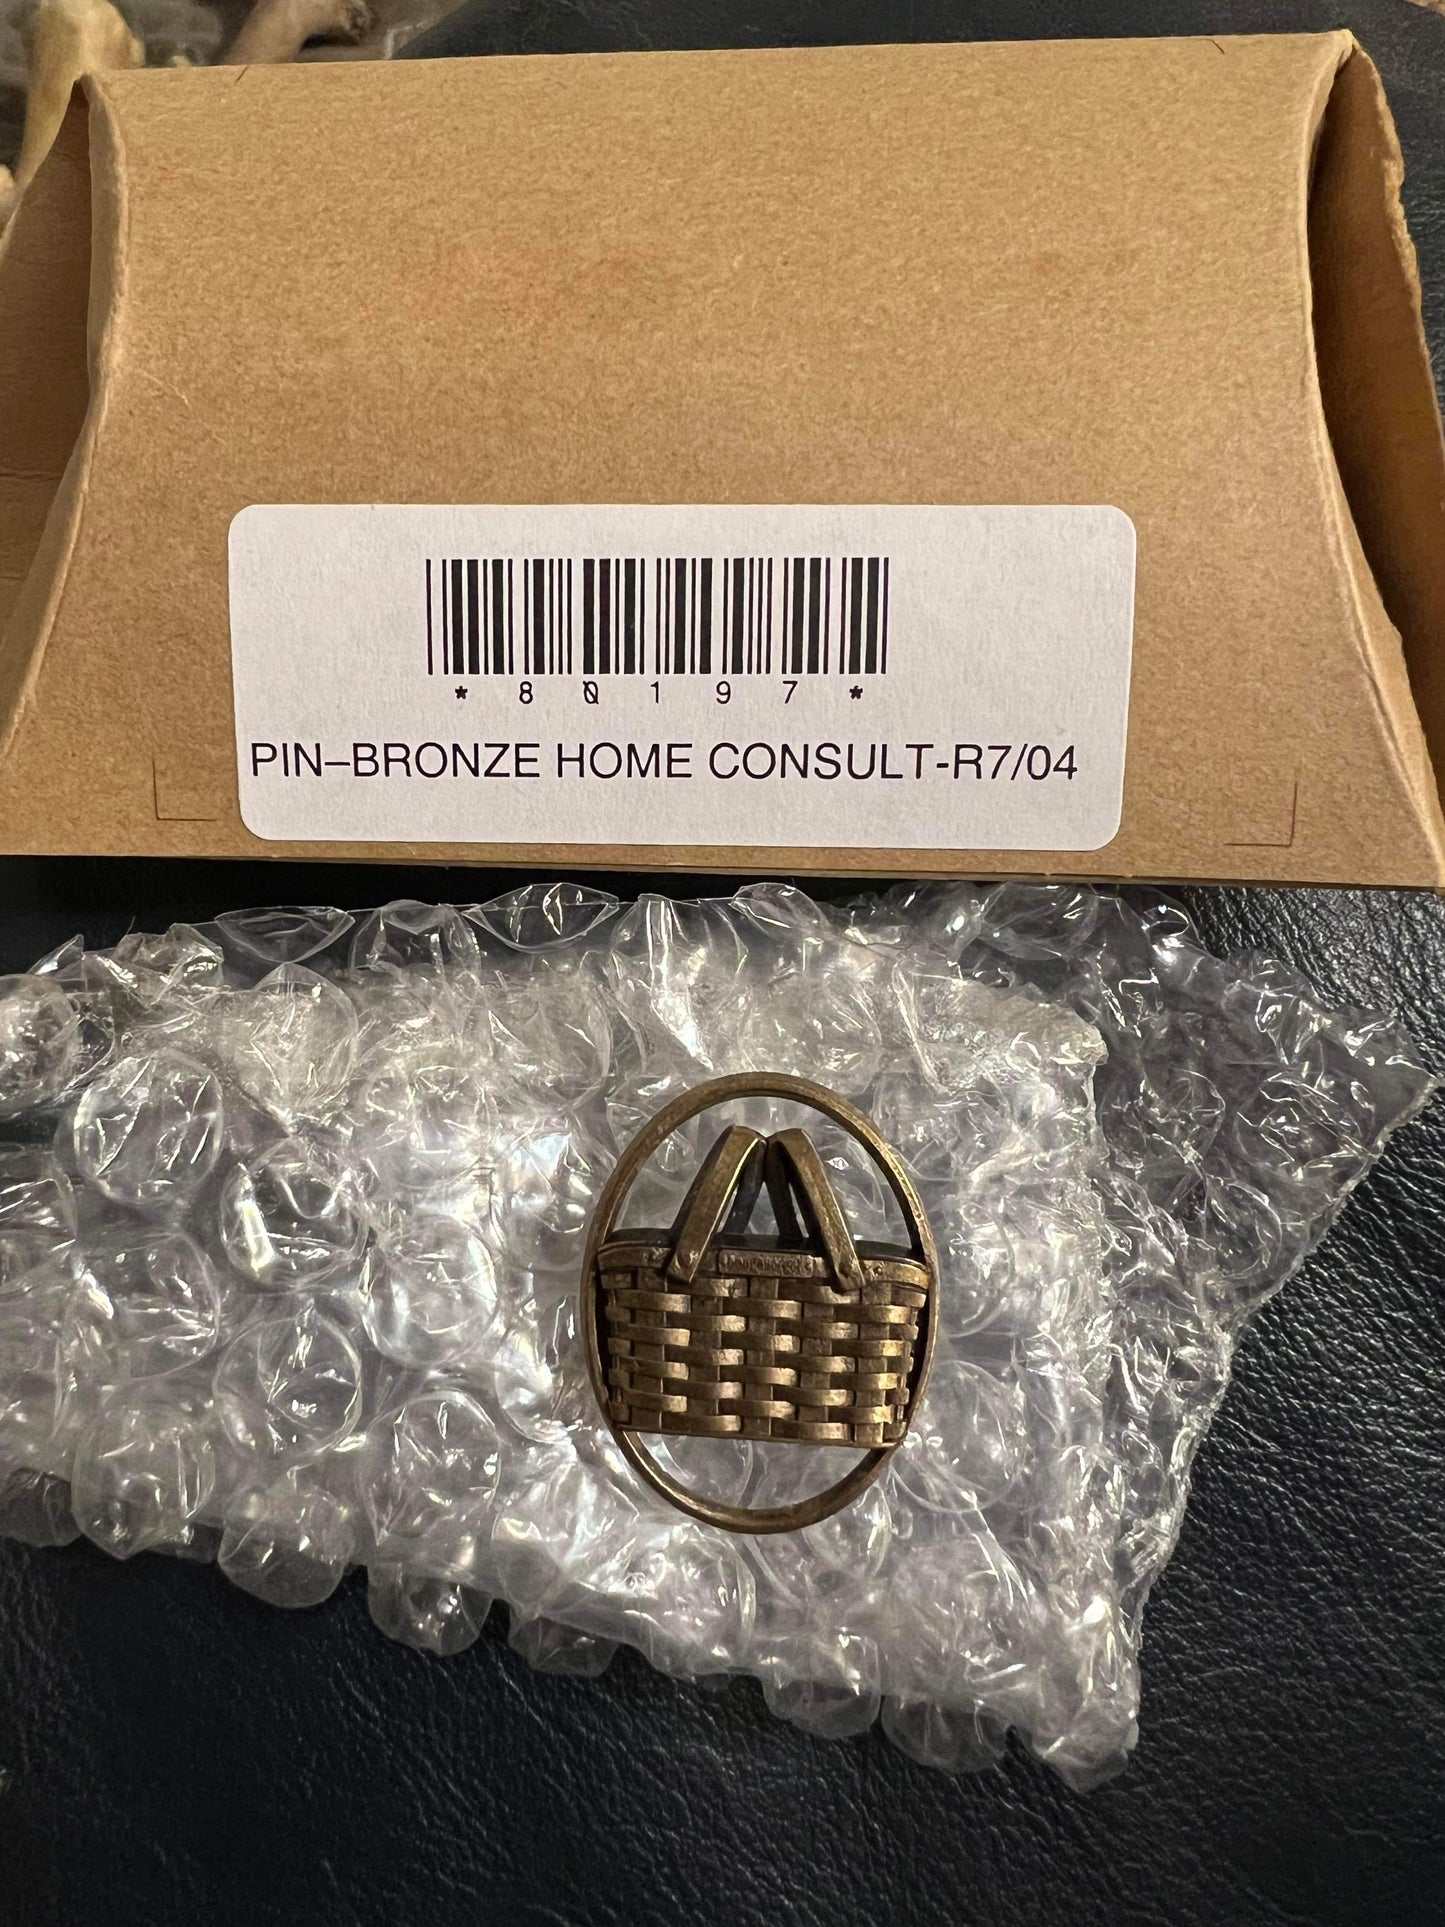 *80197*
PIN–BRONZE HOME CONSULT-R7/04